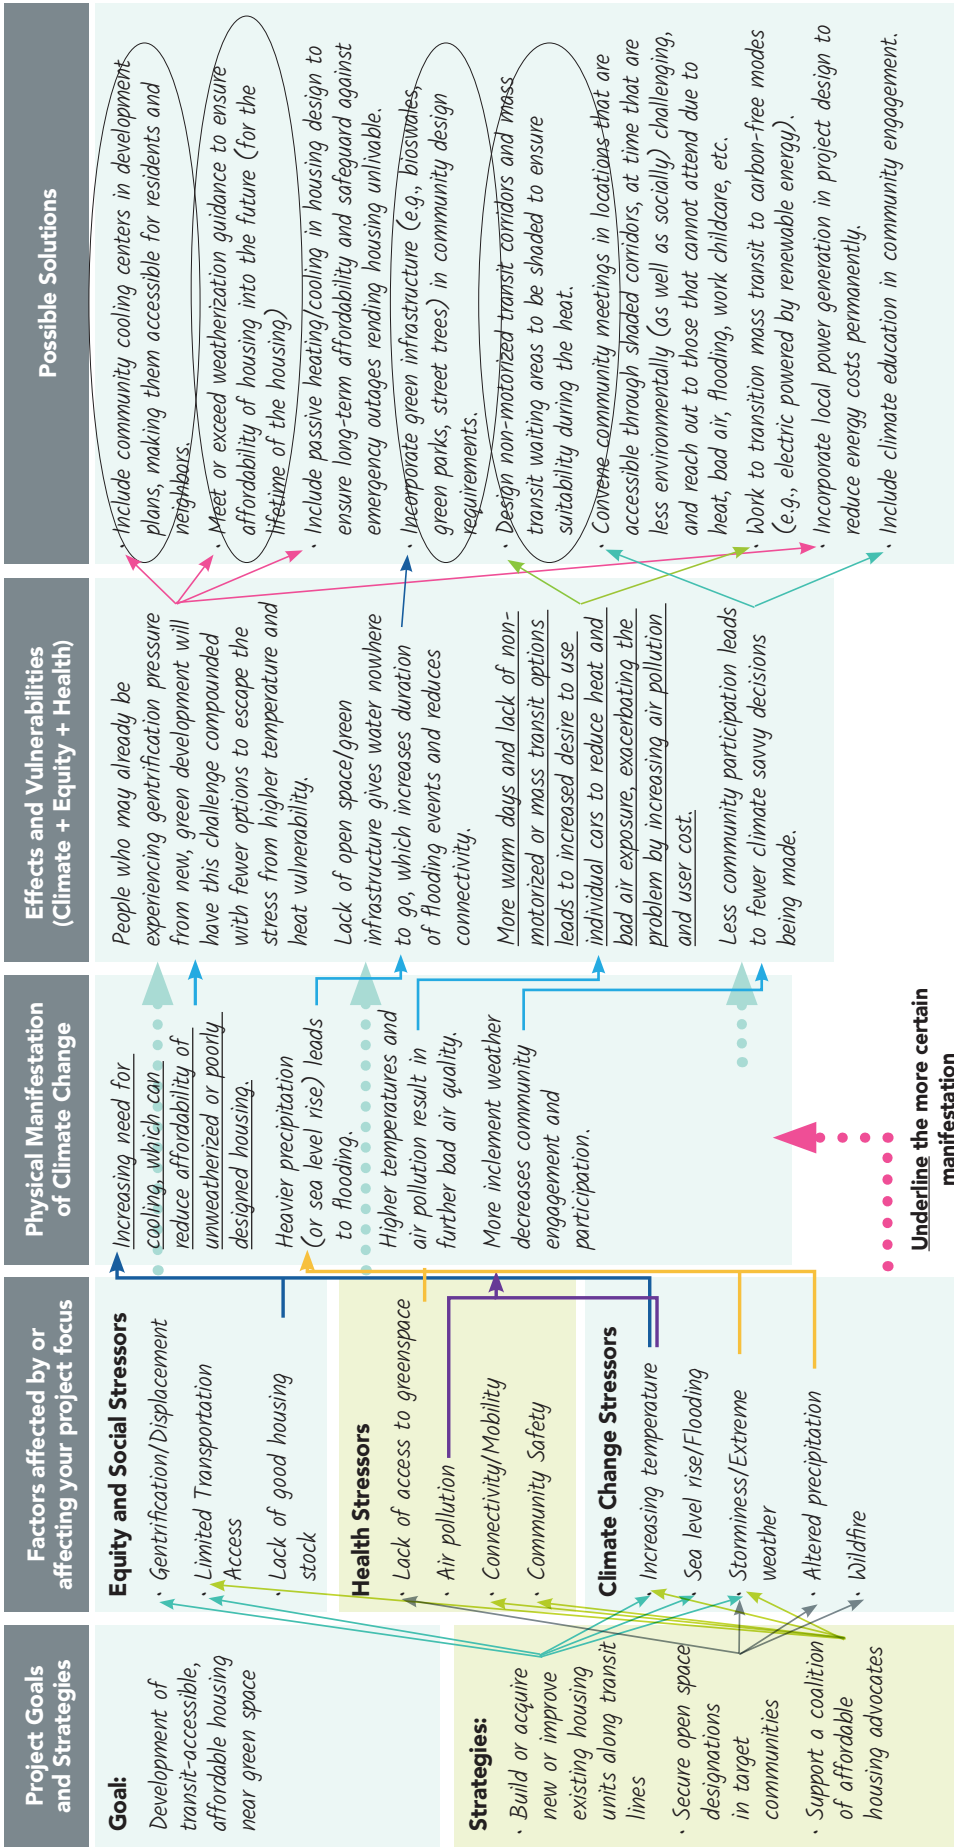 Project Goals
and Strategies
Goal:
Development of
transit-accessible,
affordable housing
near green space
Strategies:
Build or acquire
new or improve
existing housing
units along transit
lines
Secure open space
designations
in target
communities
Support a coalition
of affordable
housing advocates
Factors affected by or
affecting your project focus
Equity and Social Stressors
Gentrification/Displacement
Limited Transportation
Access
Lack of good housing
stock
Health Stressors
Lack of access to greenspace
Air pollution
Connectivity/Mobility
Community Safety
Climate Change Stressors
Increasing temperature
Sea level rise/Flooding
Storminess/Extreme
weather
Altered precipitation
Wildfire
Physical Manifestation
of Climate Change
Increasing need for
cooling, which can
reduce affordability of
unweatherized or poorly
designed housing.
Heavier precipitation
(or sea level rise) leads
to flooding.
Higher temperatures and
air pollution result in
further bad air quality.
More inclement weather
decreases community
engagement and
participation.
Underline the more certain
manifestation
Effects and Vulnerabilities
(Climate + Equity + Health)
People who may already be
experiencing gentrification pressure
from new, green development will
have this challenge compounded
with fewer options to escape the
stress from higher temperature and
heat vulnerability.
Lack of open space/green
infrastructure gives water nowhere
to go, which increases duration
of flooding events and reduces
connectivity.
More warm days and lack of non-
motorized or mass transit options
leads to increased desire to use
individual cars to reduce heat and
bad air exposure, exacerbating the
problem by increasing air pollution
and user cost.
Less community participation leads
to fewer climate savvy decisions
being made.
Possible Solutions
Include community cooling centers in development
plans, making them accessible for residents and
neighbors.
Meet or exceed weatherization guidance to ensure
affordability of housing into the future (for the
lifetime of the housing)
Include passive heating/cooling in housing design to
ensure long-term affordability and safeguard against
emergency outages rending housing unlivable.
Incorporate green infrastructure (e.g., bioswales,
green parks, street trees) in community design
requirements.
Design non-motorized transit corridors and mass
transit waiting areas to be shaded to ensure
suitability during the heat.
Convene community meetings in locations that are
accessible through shaded corridors, at time that are
less environmentally (as well as socially) challenging,
and reach out to those that cannot attend due to
heat, bad air, flooding, work childcare, etc.
Work to transition mass transit to carbon-free modes
(e.g., electric powered by renewable energy).
Incorporate local power generation in project design to
reduce energy costs permanently.
Include climate education in community engagement.